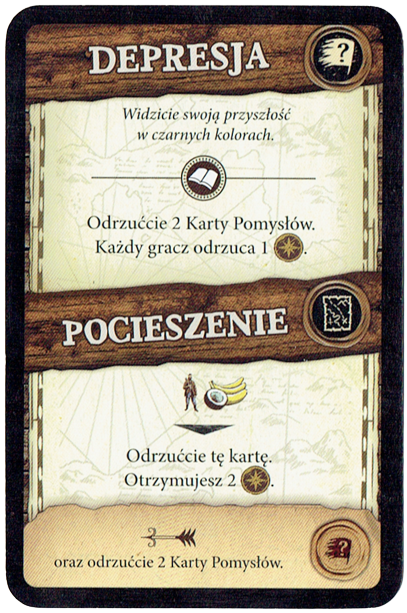 DEPRESJA
?
Widzicie swoją przyszłość
w czarnych kolorach.
Odrzućcie 2 Karty Pomysłów.
Każdy gracz odrzuca 1 .
POCIESZENIE
Odrzućcie tę kartę.
Otrzymujesz 2 .
3
?
oraz odrzućcie 2 Karty Pomysłów.